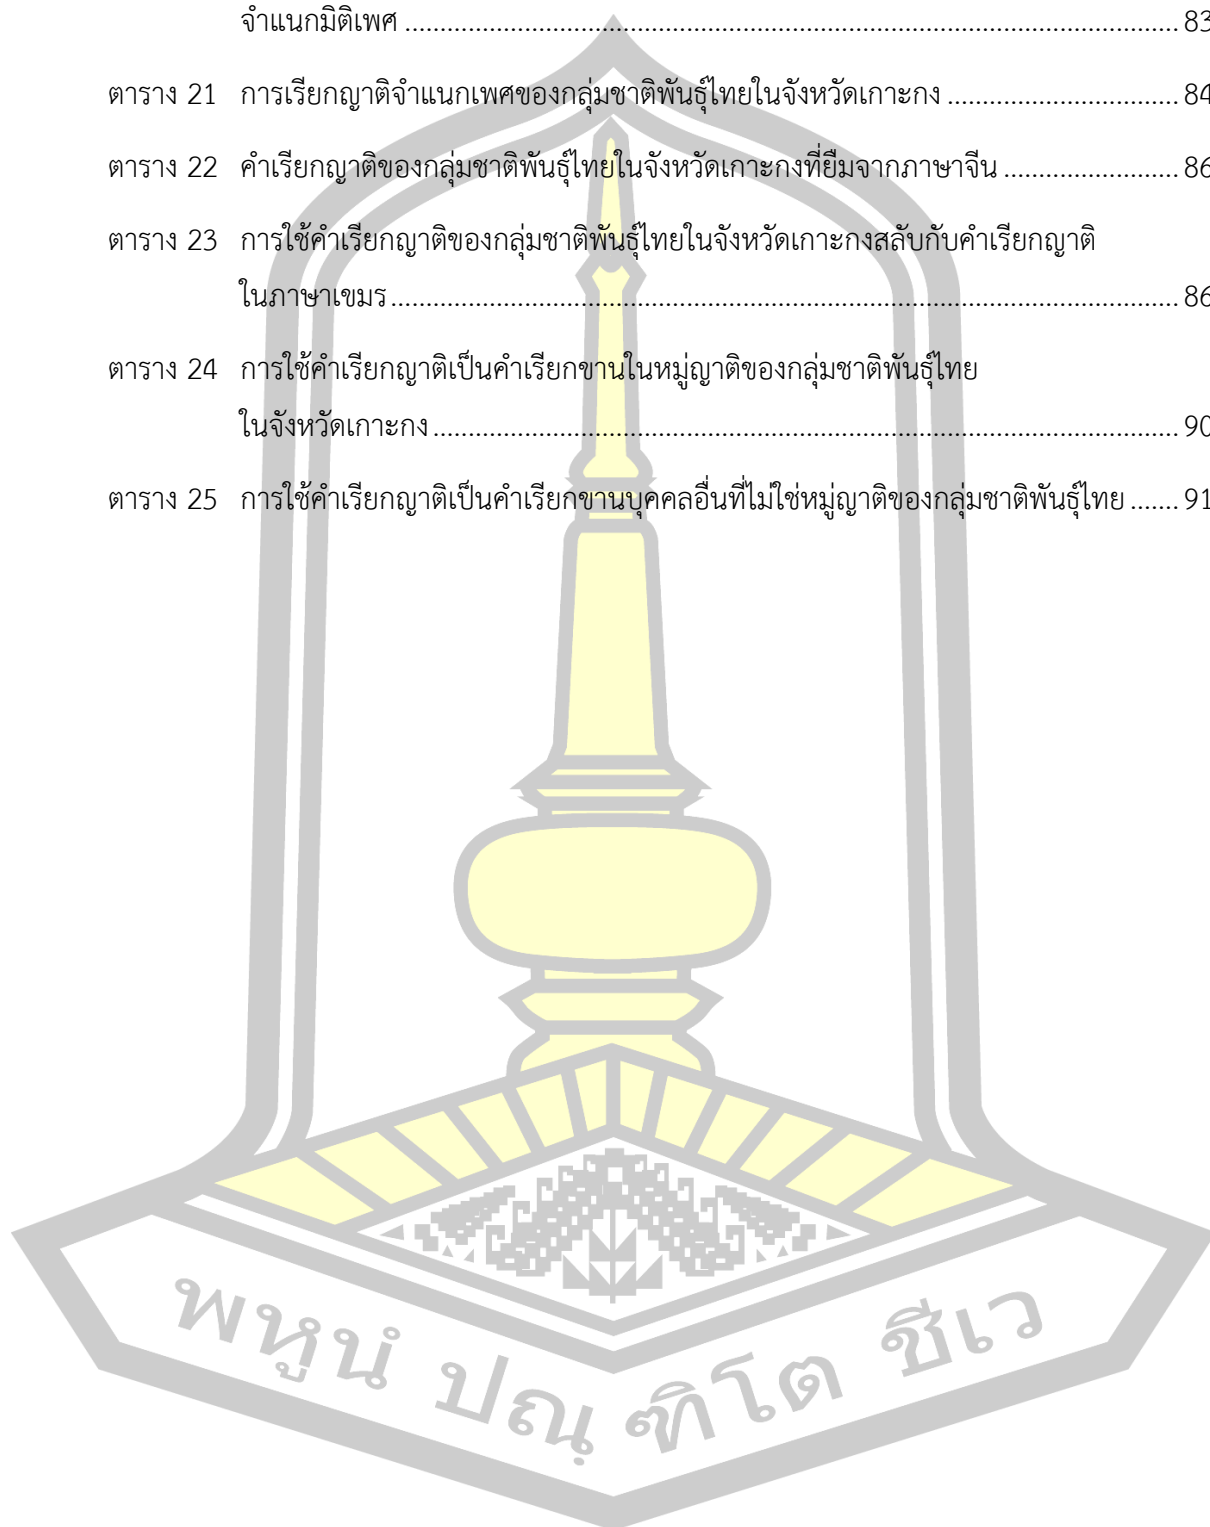 จำแนกมิติเพศ ........................................................................................................ 83
ตาราง 21 การเรียกญาติจำแนกเพศของกลุ่มชาติพันธุ์ไทยในจังหวัดเกาะกง ................................ 84
ตาราง 22 คำเรียกญาติของกลุ่มชาติพันธุ์ไทยในจังหวัดเกาะกงที่ยืมจากภาษาจีน ........................ 86
ตาราง 23 การใช้คำเรียกญาติของกลุ่มชาติพันธุ์ไทยในจังหวัดเกาะกงสลับกับคำเรียกญาติ
ในภาษาเขมร ........................................................................................................ 86
ตาราง 24 การใช้คำเรียกญาติเป็นคำเรียกขานในหมู่ญาติของกลุ่มชาติพันธุ์ไทย
ในจังหวัดเกาะกง .................................................................................................... 90
ตาราง 25 การใช้คำเรียกญาติเป็นคำเรียกขานบุคคลอื่นที่ไม่ใช่หมู่ญาติของกลุ่มชาติพันธุ์ไทย ....... 91
พหูนํ ปณฺฑิโต ชีเว